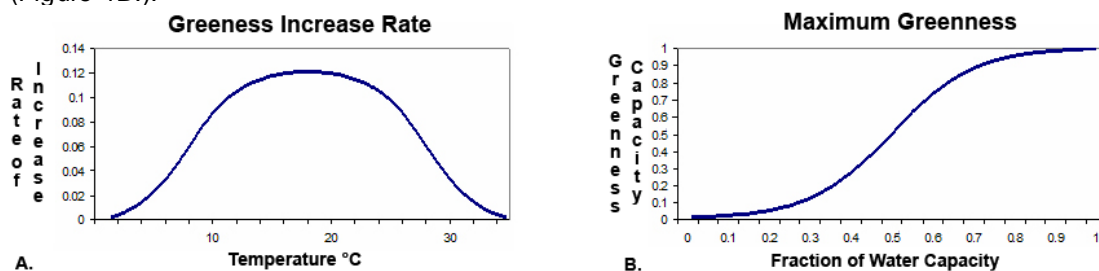 (Figure 4B.).
Greeness Increase Rate
Rate of
Increase
0.14
0.12
0.1
0.08
0.06
0.04
0.02
0
10
20
30
Temperature °C
A.
Maximum Greenness
Greenness
Capacity
1
0.9
0.8
0.7
0.6
0.5
0.4
0.3
0.2
0.1
0
0 0.1 0.2 0.3 0.4 0.5 0.6 0.7 0.8 0.9 1
Fraction of Water Capacity
B.